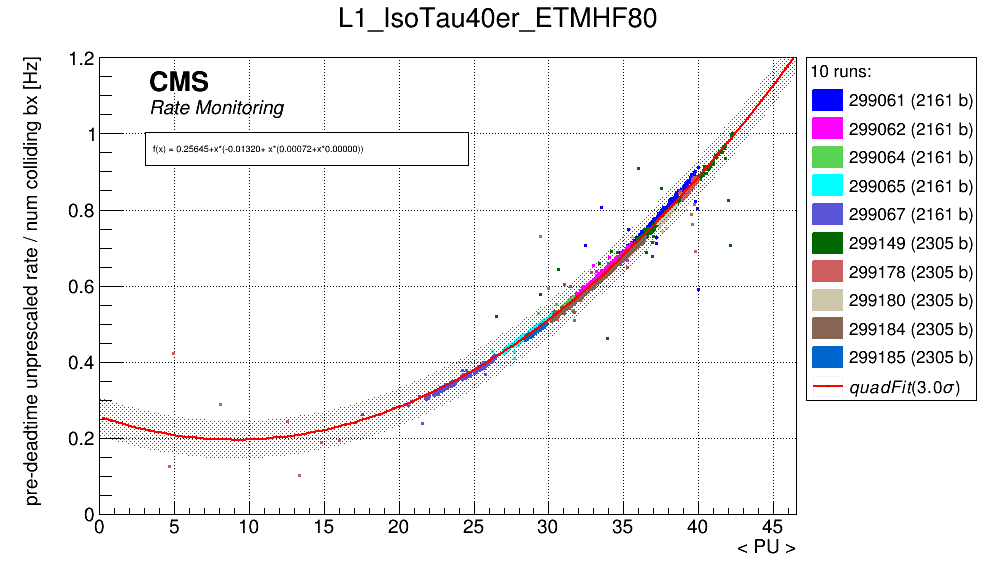 L1_IsoTau40er_ETMHF80
pre-deadtime unprescaled rate / num colliding bx [Hz]
CMS
Rate Monitoring
f(x) = 0.25645+x*(-0.01320+ x*(0.00072+x*0.00000))
1.2
1
0.8
0.6
0.4
0.2
0
0 5 10 15 20 25 30 35 40 45
< PU >
10 runs:
299061 (2161 b)
299062 (2161 b)
299064 (2161 b)
299065 (2161 b)
299067 (2161 b)
299149 (2305 b)
299178 (2305 b)
299180 (2305 b)
299184 (2305 b)
299185 (2305 b)
quadFit(3.0σ)